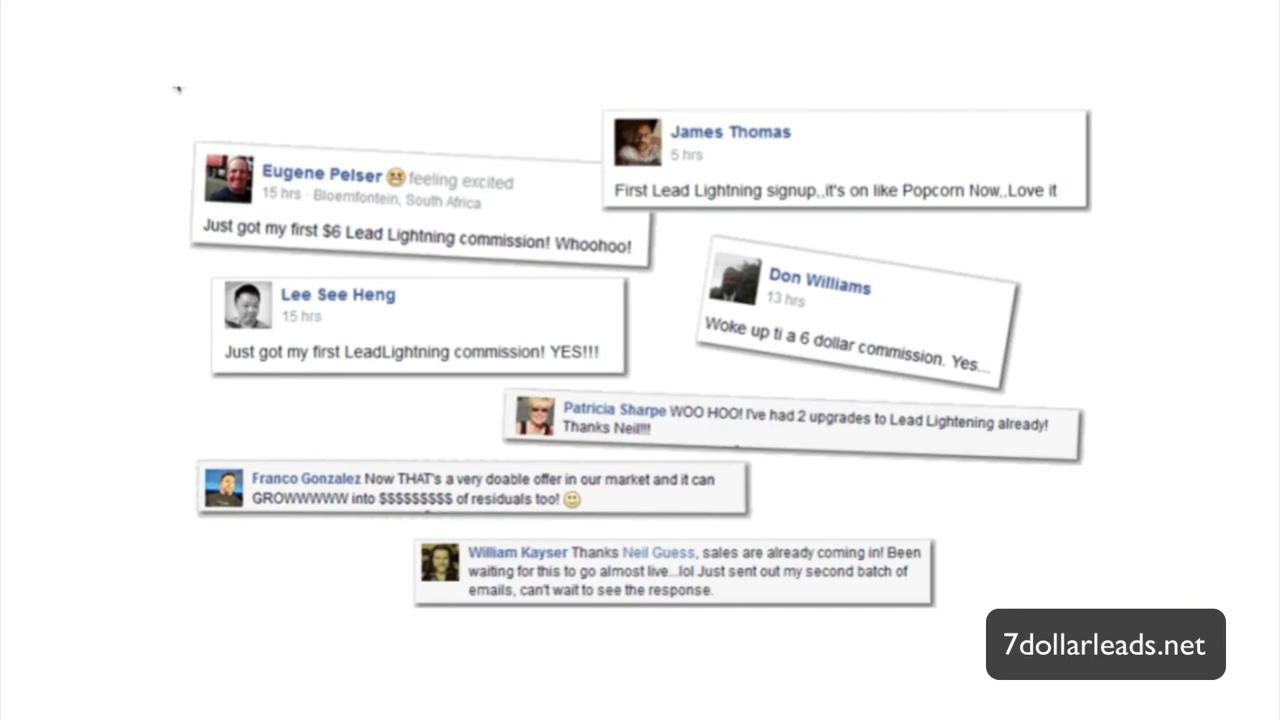 James Thomas
5 hrs
First Lead Lightning signup,,it's on like Popcorn Now,,Love it
Eugene Pelser feeling excited
15 hrs · Bloemfontein, South Africa
Just got my first $6 Lead Lightning commission! Whoohoo!
Don Williams
13 hrs
Woke up ti a 6 dollar commission. Yes...
Lee See Heng
15 hrs
Just got my first LeadLightning commission! YES!!!
Patricia Sharpe WOO HOO! I've had 2 upgrades to Lead Lightening already!
Thanks Neil!!!
Franco Gonzalez Now THAT's a very doable offer in our market and it can
GROWWWWW into $$$$$$$$$ of residuals too!
William Kayser Thanks Neil Guess, sales are already coming in! Been
waiting for this to go almost live...lol Just sent out my second batch of
emails, can't wait to see the response.
7dollarleads.net